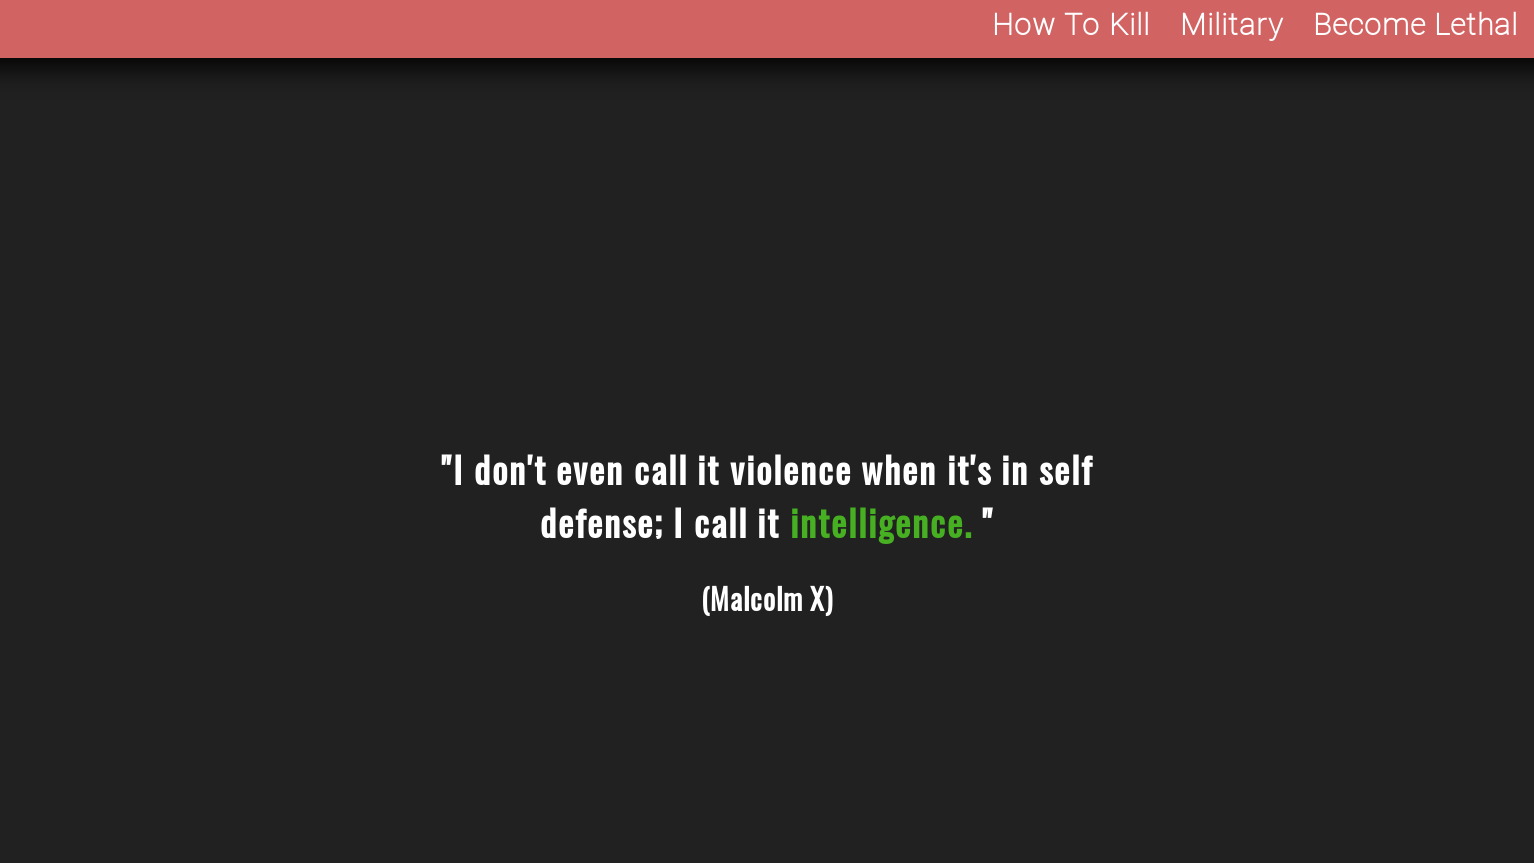 How To Kill Military Become Lethal
"I don't even call it violence when it's in self
defense; I call it intelligence. "
(Malcolm X)